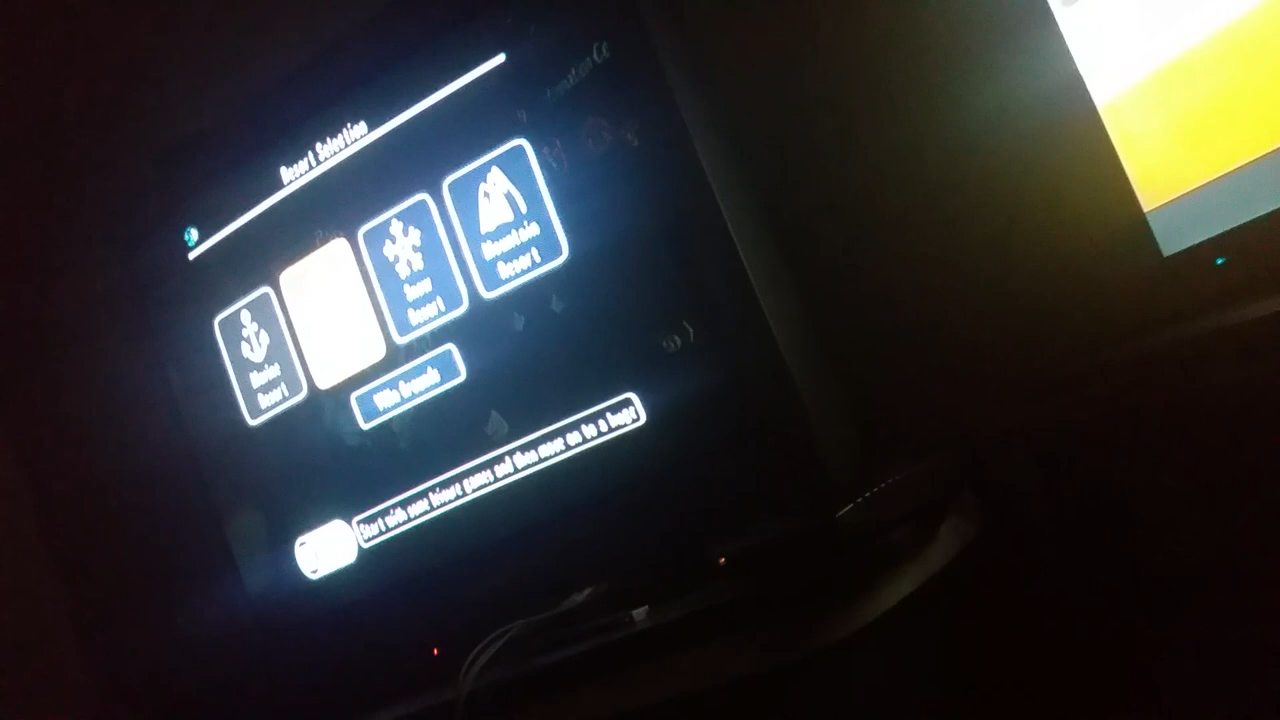 Resort Selection
Marine
Resort
Snow
Resort
Mountain
Resort
Villa Grounds
Start with some leisure games and then move on to a huge